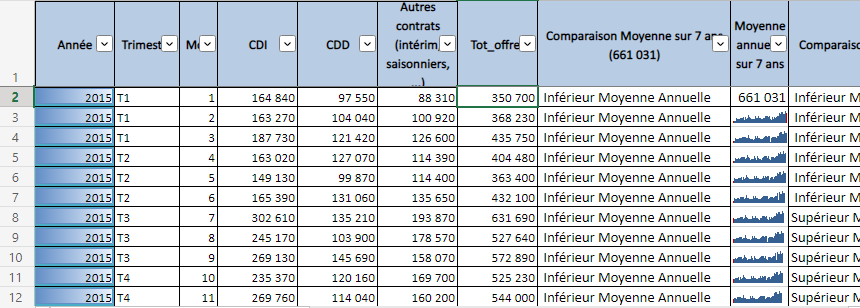 1 Année Trimest Mo CDI CDD Autres contrats (intérim, saisonniers, ...) Tot_offre Comparaison Moyenne sur 7 ans (661 031) Moyenne annuel sur 7 ans Comparais
2 2015 T1 1 164 840 97 550 88 310 350 700 Inférieur Moyenne Annuelle 661 031 Inférieur M
3 2015 T1 2 163 270 104 040 100 920 368 230 Inférieur Moyenne Annuelle Inférieur M
4 2015 T1 3 187 730 121 420 126 600 435 750 Inférieur Moyenne Annuelle Inférieur M
5 2015 T2 4 163 020 127 070 114 390 404 480 Inférieur Moyenne Annuelle Inférieur M
6 2015 T2 5 149 130 99 870 114 400 363 400 Inférieur Moyenne Annuelle Inférieur M
7 2015 T2 6 165 390 131 060 135 650 432 100 Inférieur Moyenne Annuelle Inférieur M
8 2015 T3 7 302 610 135 210 193 870 631 690 Inférieur Moyenne Annuelle Supérieur M
9 2015 T3 8 245 170 103 900 178 570 527 640 Inférieur Moyenne Annuelle Supérieur M
10 2015 T3 9 269 130 145 690 158 070 572 890 Inférieur Moyenne Annuelle Supérieur M
11 2015 T4 10 235 370 120 160 169 700 525 230 Inférieur Moyenne Annuelle Supérieur M
12 2015 T4 11 269 760 114 040 160 200 544 000 Inférieur Moyenne Annuelle Supérieur M